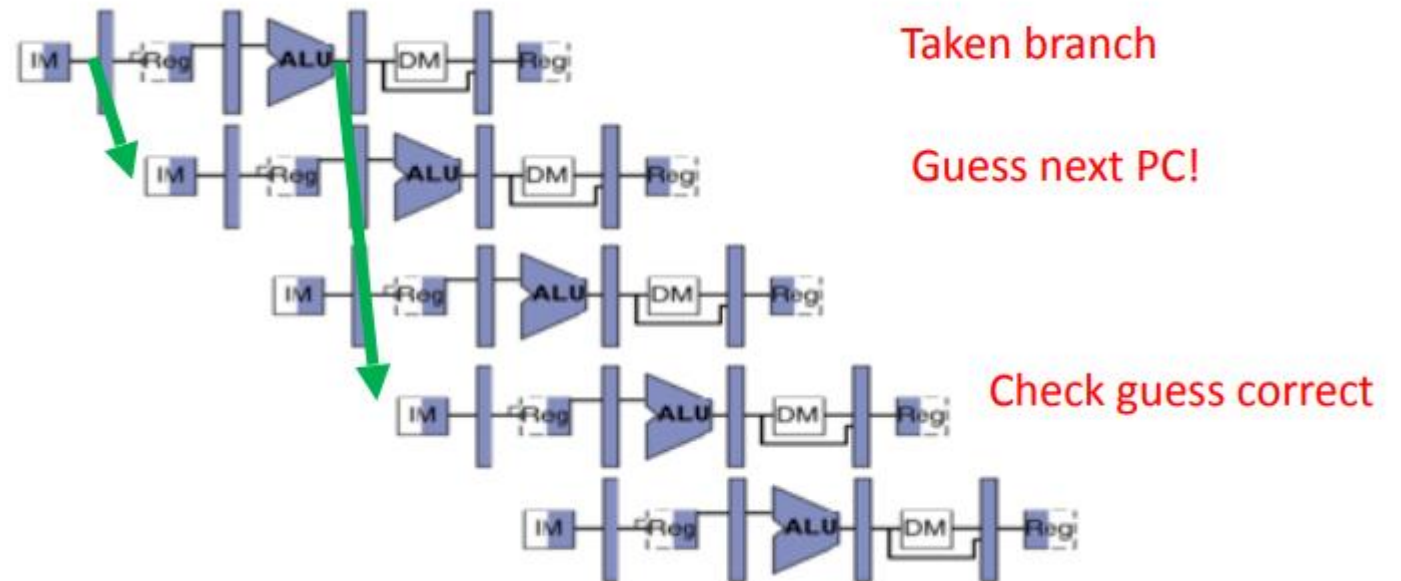 IM Reg ALU DM Reg Taken branch
IM Reg ALU DM Reg Guess next PC!
IM Reg ALU DM Reg
IM Reg ALU DM Reg Check guess correct
IM Reg ALU DM Reg